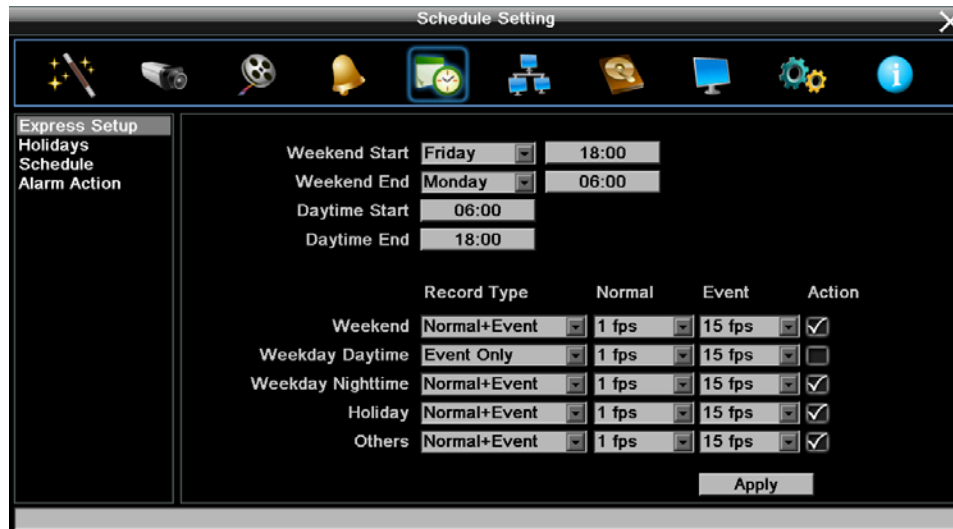 Schedule Setting
Express Setup
Holidays
Schedule
Alarm Action
Weekend Start Friday 18:00
Weekend End Monday 06:00
Daytime Start 06:00
Daytime End 18:00
Record Type Normal Event Action
Weekend Normal+Event 1 fps 15 fps
Weekday Daytime Event Only 1 fps 15 fps
Weekday Nighttime Normal+Event 1 fps 15 fps
Holiday Normal+Event 1 fps 15 fps
Others Normal+Event 1 fps 15 fps
Apply